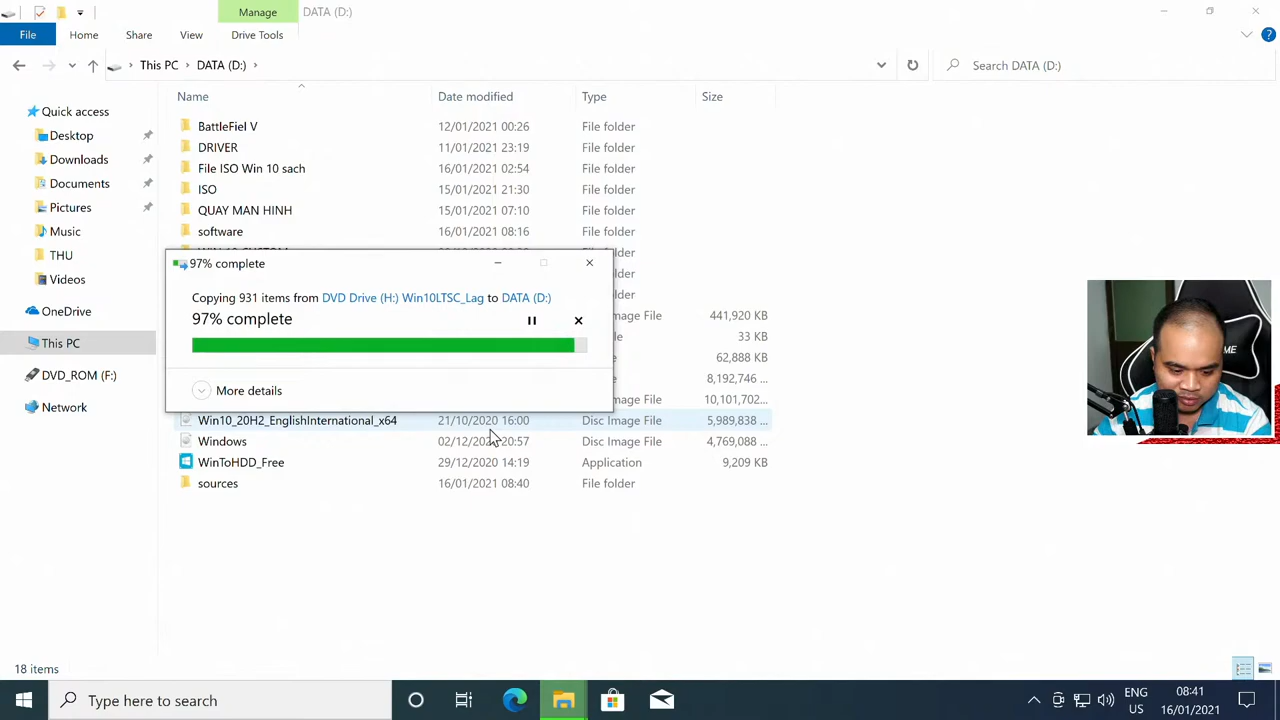 Manage
DATA (D:)
File
Home
Share
View
Drive Tools
This PC
DATA (D:)
Search DATA (D:)
Name
Date modified
Type
Size
Quick access
Desktop
Downloads
Documents
Pictures
Music
THU
Videos
OneDrive
This PC
DVD_ROM (F:)
Network
BattleFiel V 12/01/2021 00:26 File folder
DRIVER 11/01/2021 23:19 File folder
File ISO Win 10 sach 16/01/2021 02:54 File folder
ISO 15/01/2021 21:30 File folder
QUAY MAN HINH 15/01/2021 07:10 File folder
software 16/01/2021 08:16 File folder
folder
97% complete
Copying 931 items from DVD Drive (H:) Win10LTSC_Lag to DATA (D:)
97% complete
More details
folder
folder
Image File 441,920 KB
33 KB
62,888 KB
8,192,746 ...
Image File 10,101,702...
Win10_20H2_EnglishInternational_x64 21/10/2020 16:00 Disc Image File 5,989,838 ...
Windows 02/12/2020 20:57 Disc Image File 4,769,088 ...
WinToHDD_Free 29/12/2020 14:19 Application 9,209 KB
sources 16/01/2021 08:40 File folder
18 items
Type here to search
ENG
US
08:41
16/01/2021